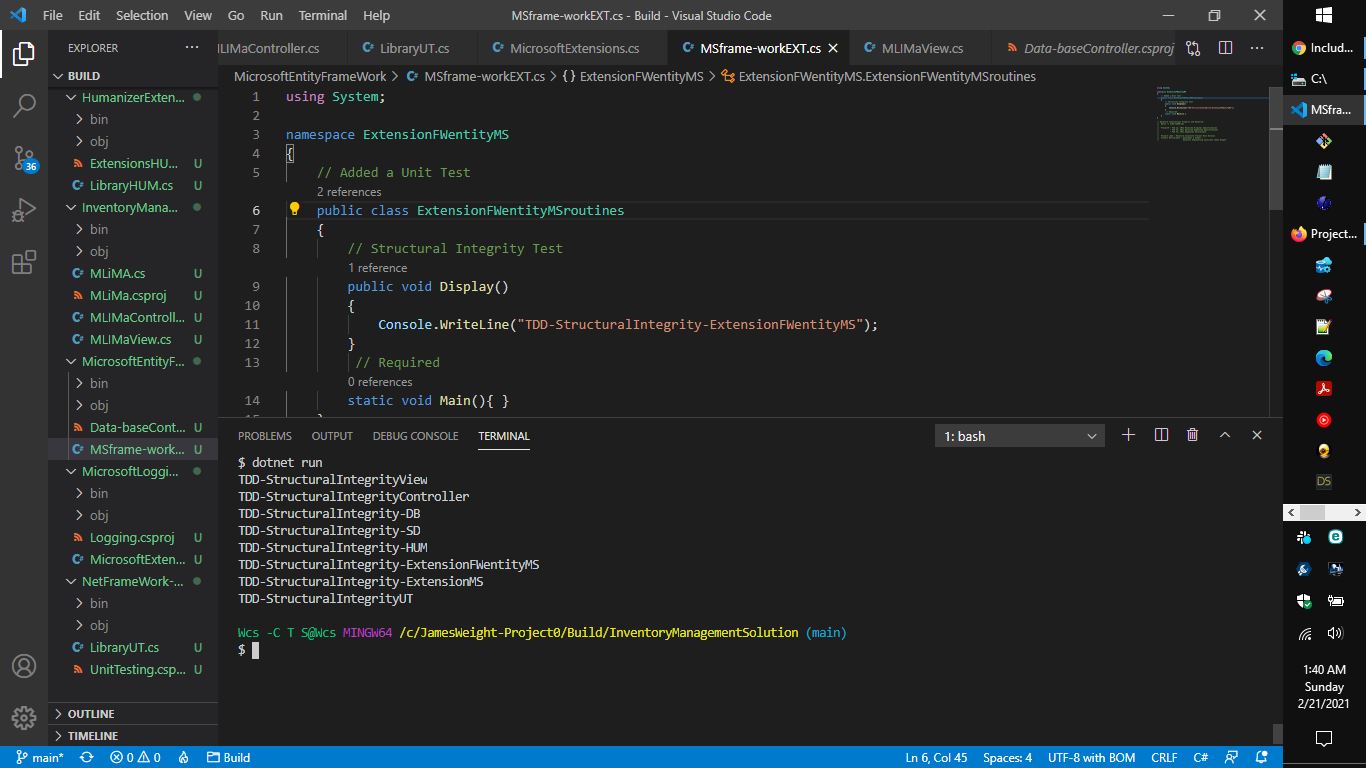 File Edit Selection View Go Run Terminal Help MSframe-workEXT.cs - Build - Visual Studio Code
EXPLORER
BUILD
HumanizerExten...
bin
obj
ExtensionsHU... U
LibraryHUM.cs U
InventoryMana...
bin
obj
MLiMA.cs U
MLiMa.csproj U
MLIMaControll... U
MLIMaView.cs U
MicrosoftEntityF...
bin
obj
Data-baseCont... U
MSframe-work... U
MicrosoftLoggi...
bin
obj
Logging.csproj U
MicrosoftExten... U
NetFrameWork-...
bin
obj
LibraryUT.cs U
UnitTesting.csp... U
OUTLINE
TIMELINE
36
LIMaController.cs LibraryUT.cs MicrosoftExtensions.cs MSframe-workEXT.cs MLIMaView.cs Data-baseController.csproj
MicrosoftEntityFrameWork > MSframe-workEXT.cs > {} ExtensionFWentityMS > ExtensionFWentityMS.ExtensionFWentityMSroutines
1 using System;
2
3 namespace ExtensionFWentityMS
4 {
5 // Added a Unit Test
2 references
6 public class ExtensionFWentityMSroutines
7 {
8 // Structural Integrity Test
1 reference
9 public void Display()
10 {
11 Console.WriteLine("TDD-StructuralIntegrity-ExtensionFWentityMS");
12 }
13 // Required
0 references
14 static void Main(){ }
PROBLEMS OUTPUT DEBUG CONSOLE TERMINAL 1: bash
$ dotnet run
TDD-StructuralIntegrityView
TDD-StructuralIntegrityController
TDD-StructuralIntegrity-DB
TDD-StructuralIntegrity-SD
TDD-StructuralIntegrity-HUM
TDD-StructuralIntegrity-ExtensionFWentityMS
TDD-StructuralIntegrity-ExtensionMS
TDD-StructuralIntegrityUT
Wcs -C T S@Wcs MINGW64 /c/JamesWeight-Project0/Build/InventoryManagementSolution (main)
$
main* 0 0 Build Ln 6, Col 45 Spaces: 4 UTF-8 with BOM CRLF C#
Includ...
C:\
MSfra...
Project...
DS
1:40 AM
Sunday
2/21/2021